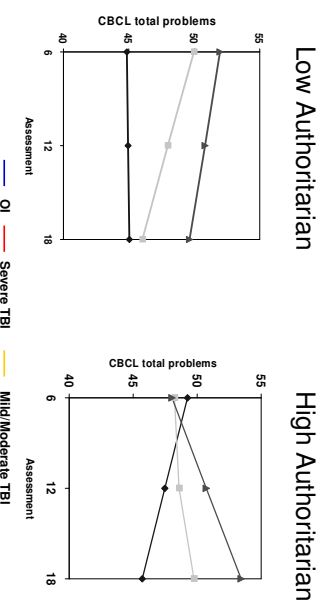 Low Authoritarian
CBCL total problems
55
50
45
40
6 12 18
Assessment
High Authoritarian
CBCL total problems
55
50
45
40
6 12 18
Assessment
OI Severe TBI Mild/Moderate TBI